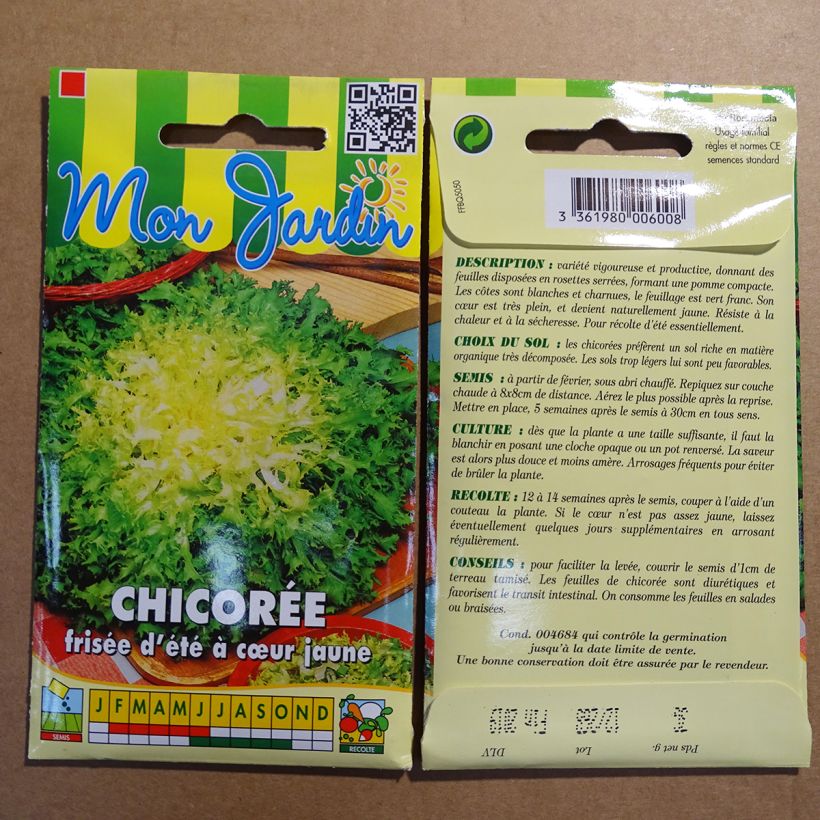 Mon Jardin
CHICORÉE
frisée d'été à cœur jaune
J F M A M J J A S O N D
SEMIS
RECOLTE
Usage familial
règles et normes CE
semences standard
FFBQ5050
3 361980 006008
DESCRIPTION : variété vigoureuse et productive, donnant des
feuilles disposées en rosettes serrées, formant une pomme compacte.
Les côtes sont blanches et charnues, le feuillage est vert franc. Son
cœur est très plein, et devient naturellement jaune. Résiste à la
chaleur et à la sécheresse. Pour récolte d'été essentiellement.
CHOIX DU SOL : les chicorées préfèrent un sol riche en matière
organique très décomposée. Les sols trop légers lui sont peu favorables.
SEMIS : à partir de février, sous abri chauffé. Repiquez sur couche
chaude à 8x8cm de distance. Aérez le plus possible après la reprise.
Mettre en place, 5 semaines après le semis à 30cm en tous sens.
CULTURE : dès que la plante a une taille suffisante, il faut la
blanchir en posant une cloche opaque ou un pot renversé. La saveur
est alors plus douce et moins amère. Arrosages fréquents pour éviter
de brûler la plante.
RECOLTE : 12 à 14 semaines après le semis, couper à l'aide d'un
couteau la plante. Si le cœur n'est pas assez jaune, laissez
éventuellement quelques jours supplémentaires en arrosant
régulièrement.
CONSEILS : pour faciliter la levée, couvrir le semis d'1cm de
terreau tamisé. Les feuilles de chicorée sont diurétiques et
favorisent le transit intestinal. On consomme les feuilles en salades
ou braisées.
Cond. 004684 qui contrôle la germination
jusqu'à la date limite de vente.
Une bonne conservation doit être assurée par le revendeur.
Pds net g. Lot DLV